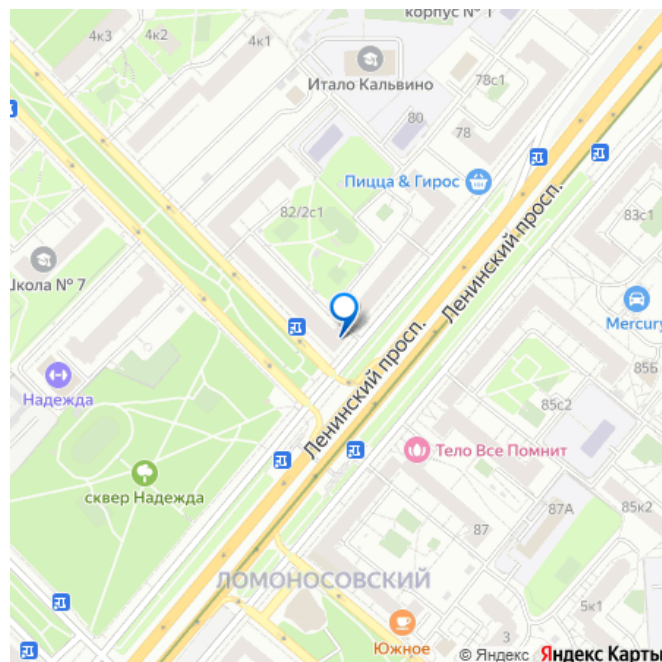 корпус № 1
4к3
4к2
4к1
Итало Кальвино
78с1
80
78
Пицца & Гирос
82/2с1
Ленинский просп.
83с1
Школа № 7
Mercury
Ленинский просп.
85Б
Надежда
85с2
Тело Все Помнит
сквер Надежда
87А
85к2
87
ЛОМОНОСОВСКИЙ
5к1
3
Южное
© Яндекс Яндекс Карты